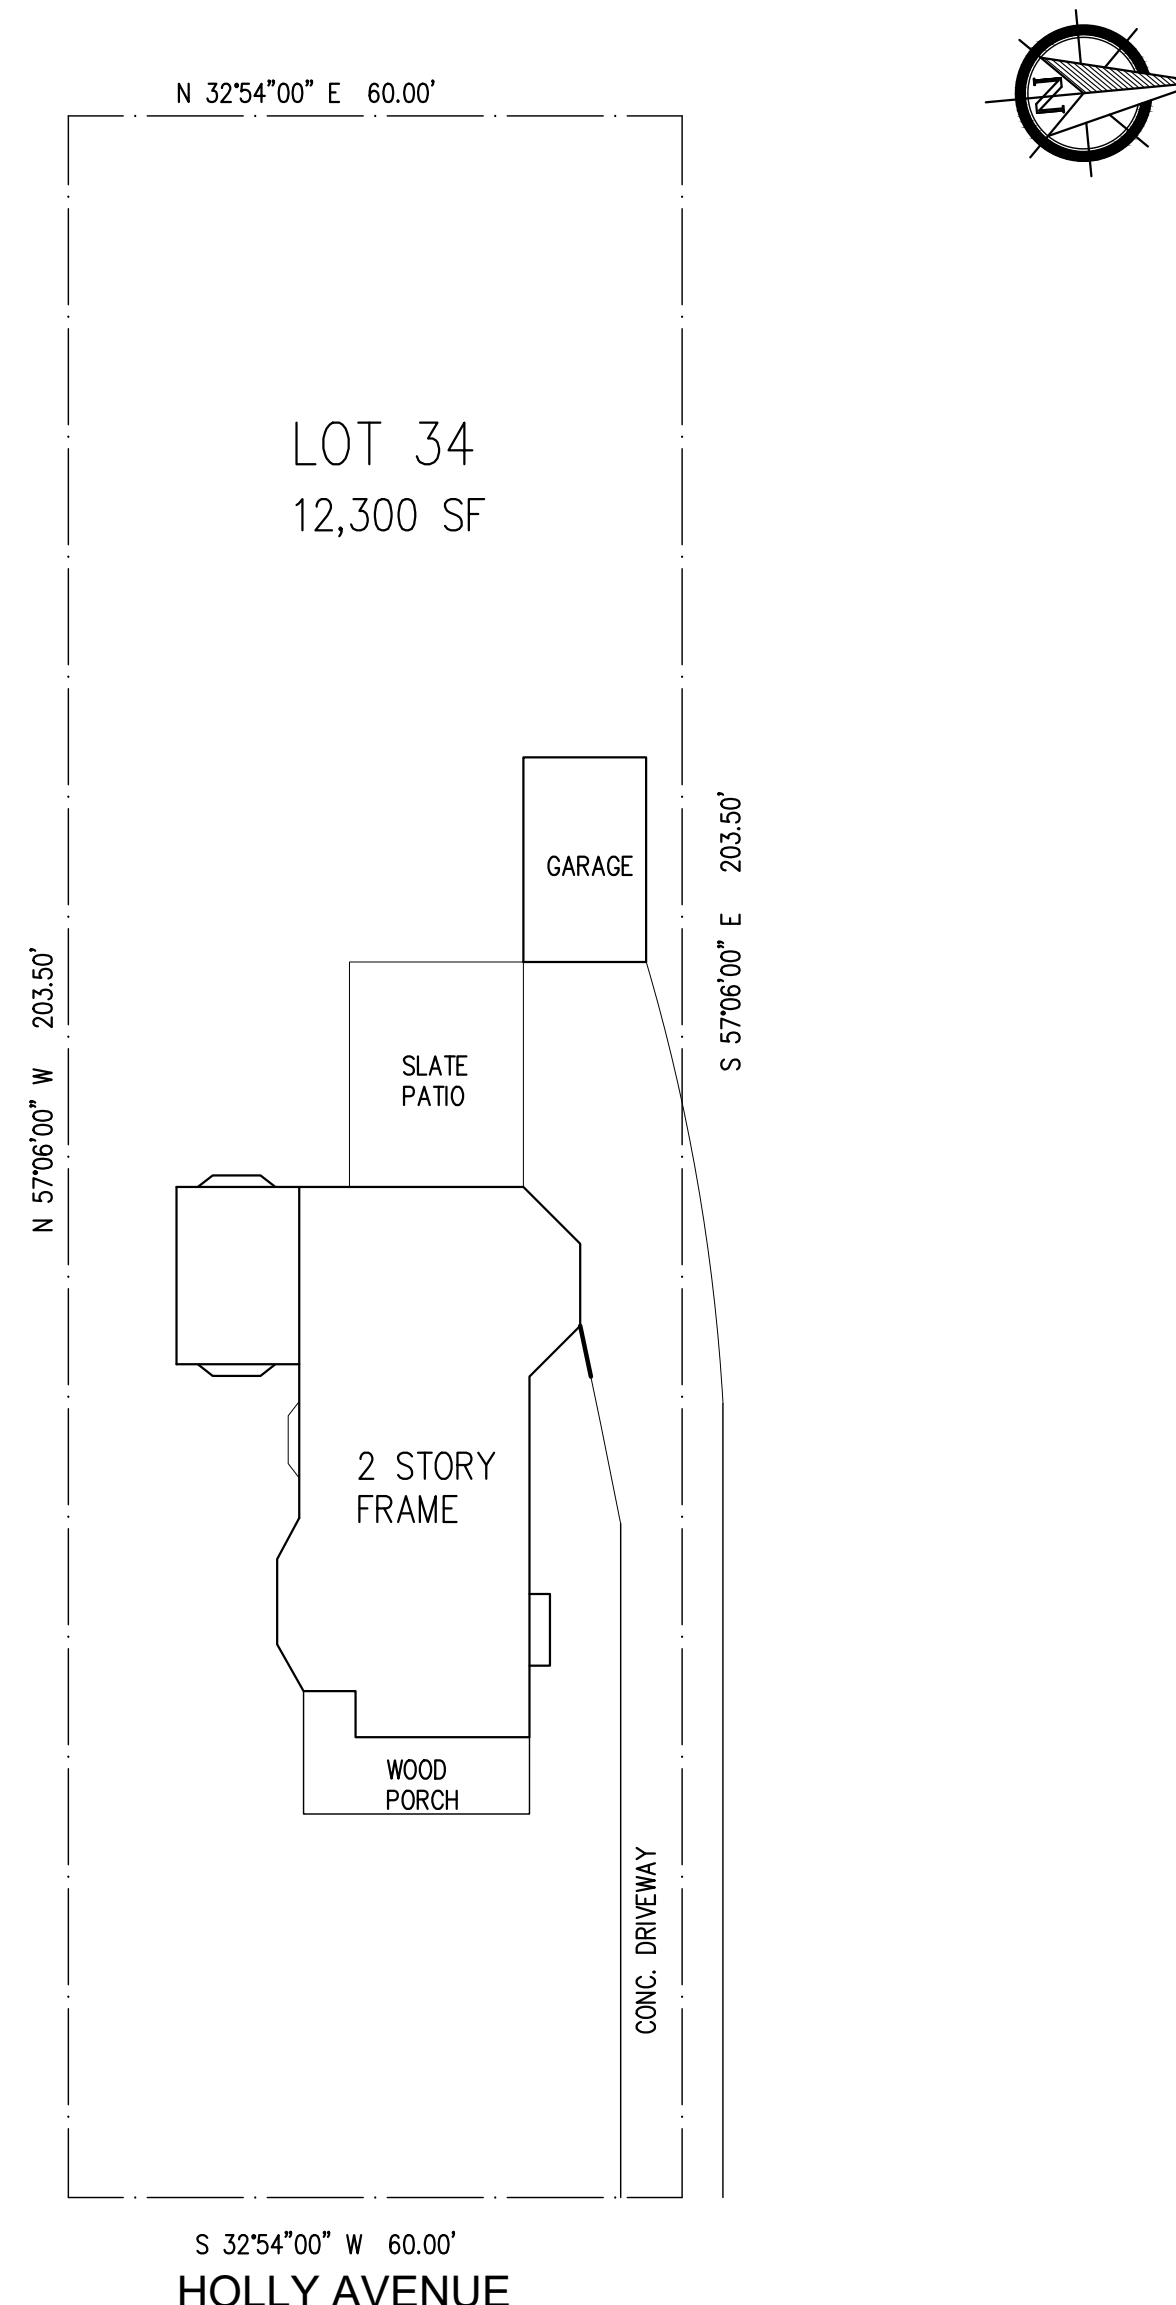 N 32°54”00” E 60.00’
N
LOT 34
12,300 SF
GARAGE
S 57°06’00” E 203.50’
N 57°06’00” W 203.50’
SLATE
PATIO
2 STORY
FRAME
WOOD
PORCH
CONC. DRIVEWAY
S 32°54”00” W 60.00’
HOLLY AVENUE